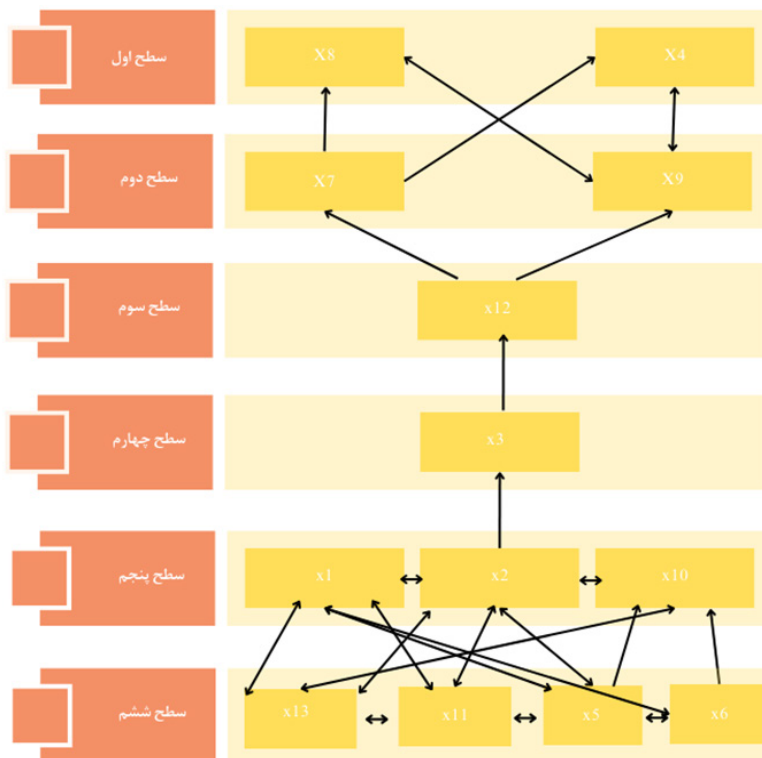 سطح اول
X8
X4
سطح دوم
X7
X9
سطح سوم
x12
سطح چهارم
x3
سطح پنجم
x1
x2
x10
سطح ششم
x13
x11
x5
x6